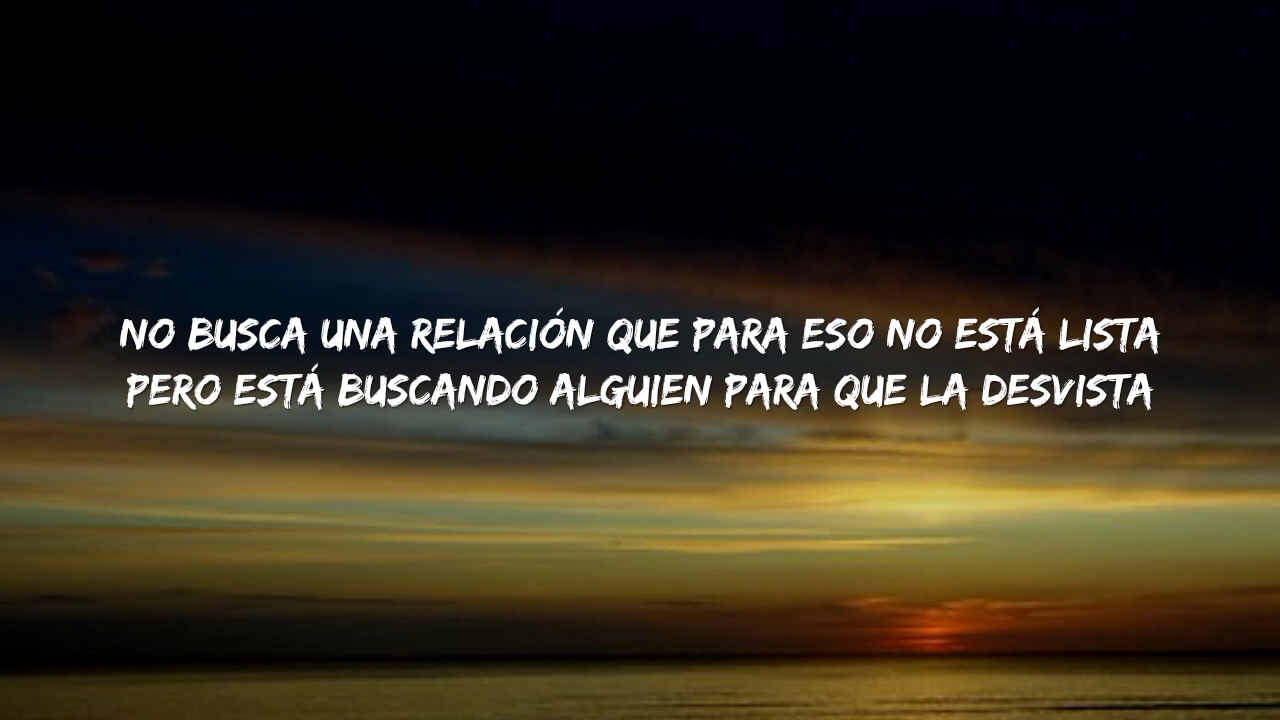 NO BUSCA UNA RELACIÓN QUE PARA ESO NO ESTÁ LISTA
PERO ESTÁ BUSCANDO ALGUIEN PARA QUE LA DESVISTA